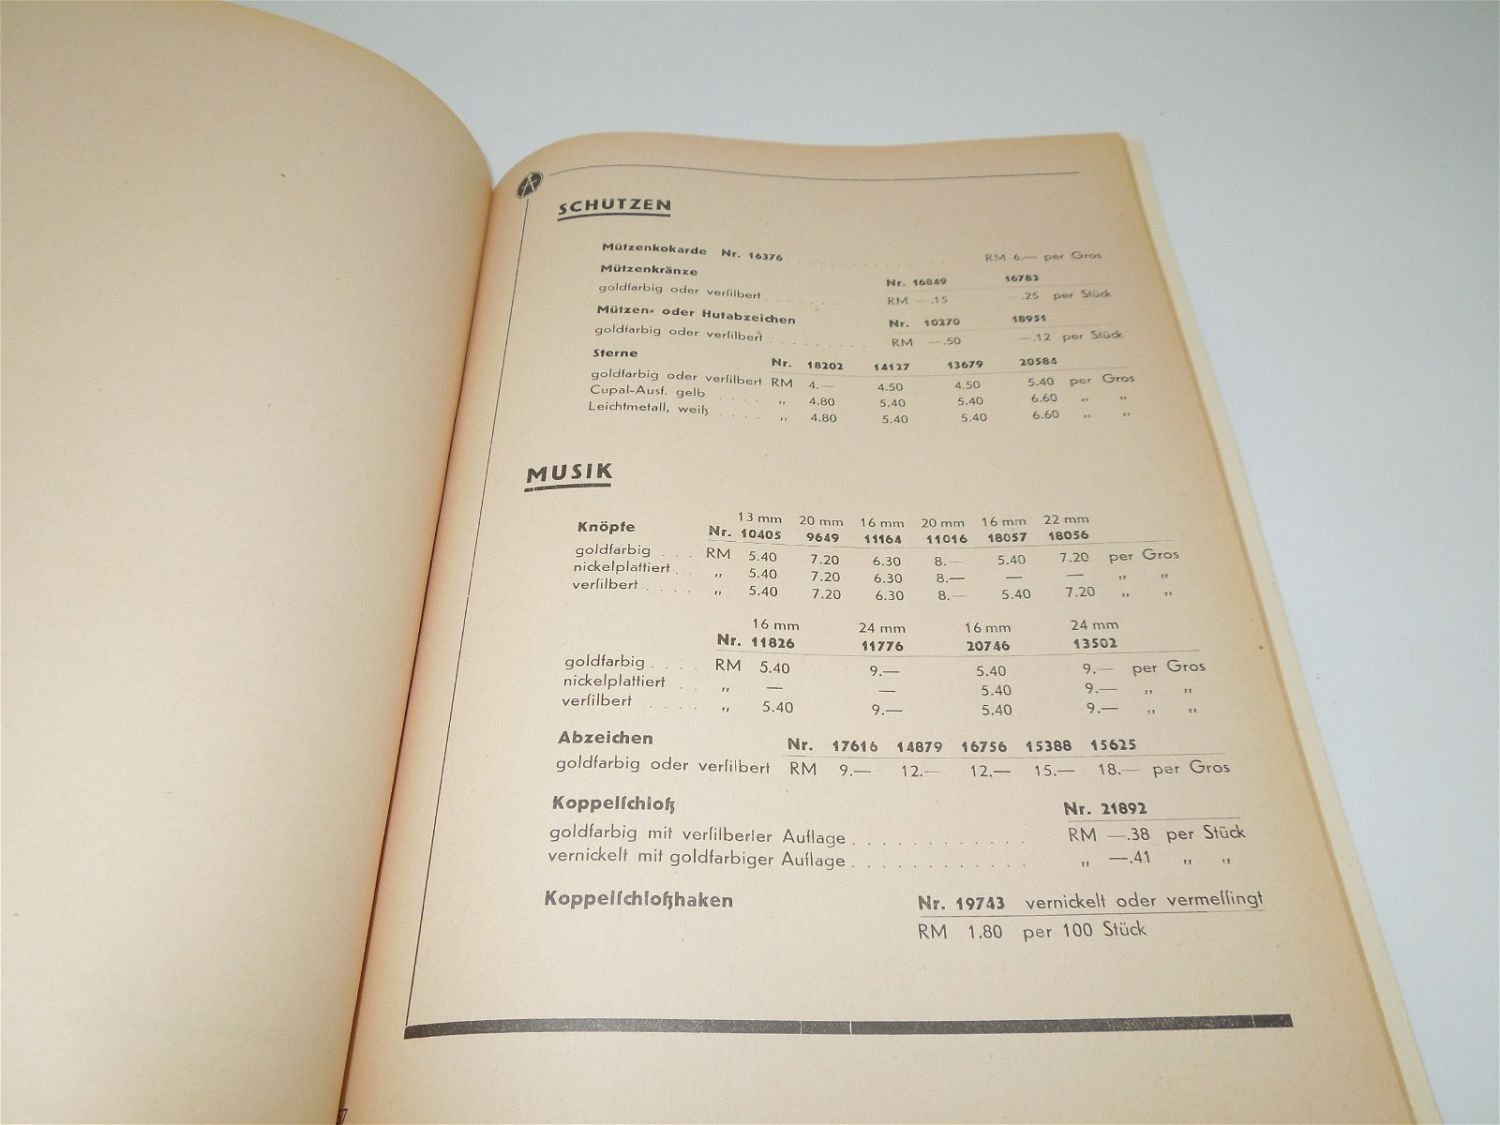 SCHÜTZEN
Mützenkokarde Nr. 16376 . . . . . . . . . . . . . RM 6.— per Gros
Mützenkränze Nr. 16849 16783
goldfarbig oder verſilbert . . . . . . . RM —.15 —.25 per Stück
Mützen- oder Hutabzeichen Nr. 10270 18951
goldfarbig oder verſilbert . . . . . . . . RM —.50 —.12 per Stück
Sterne Nr. 18202 14127 13679 20584
goldfarbig oder verſilbert RM 4.— 4.50 4.50 5.40 per Gros
Cupal-Ausf. gelb . . . . „ 4.80 5.40 5.40 6.60 „ „
Leichtmetall, weiß . . . . „ 4.80 5.40 5.40 6.60 „ „
MUSIK
13 mm 20 mm 16 mm 20 mm 16 mm 22 mm
Knöpfe Nr. 10405 9649 11164 11016 18057 18056
goldfarbig . . . RM 5.40 7.20 6.30 8.— 5.40 7.20 per Gros
nickelplattiert . . „ 5.40 7.20 6.30 8.— — — „ „
verſilbert . . . . „ 5.40 7.20 6.30 8.— 5.40 7.20 „ „
16 mm 24 mm 16 mm 24 mm
Nr. 11826 11776 20746 13502
goldfarbig . . . . RM 5.40 9.— 5.40 9.— per Gros
nickelplattiert . . „ — — 5.40 9.— „ „
verſilbert . . . . „ 5.40 9.— 5.40 9.— „ „
Abzeichen Nr. 17616 14879 16756 15388 15625
goldfarbig oder verſilbert RM 9.— 12.— 12.— 15.— 18.— per Gros
Koppelſchloß Nr. 21892
goldfarbig mit verſilberter Auflage . . . . . . . . . . . . RM —.38 per Stück
vernickelt mit goldfarbiger Auflage . . . . . . . . . . . . „ —.41 „ „
Koppelſchloßhaken Nr. 19743 vernickelt oder vermeſſingt
RM 1.80 per 100 Stück